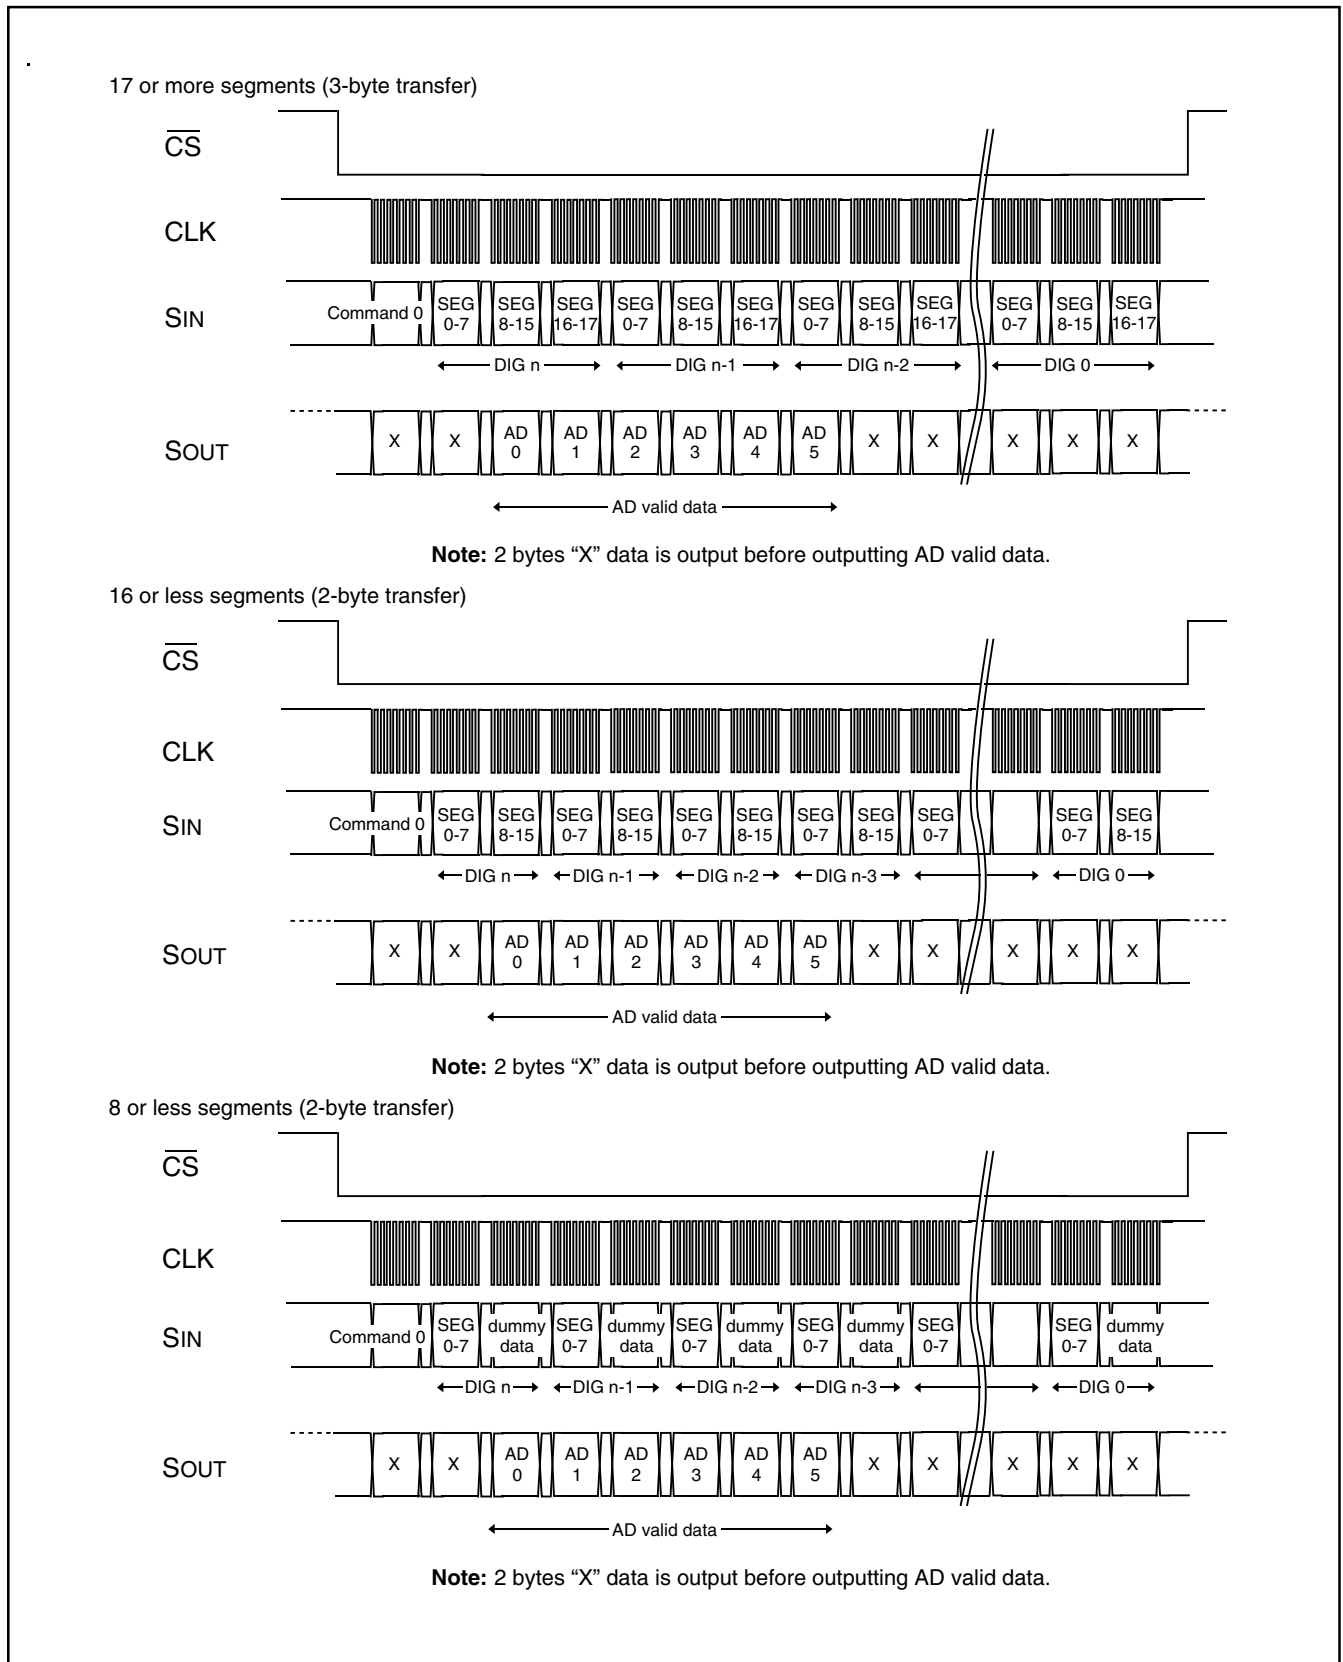 17 or more segments (3-byte transfer)
CS
CLK
SIN
Command 0 SEG 0-7 SEG 8-15 SEG 16-17 SEG 0-7 SEG 8-15 SEG 16-17 SEG 0-7 SEG 8-15 SEG 16-17 SEG 0-7 SEG 8-15 SEG 16-17
DIG n DIG n-1 DIG n-2 DIG 0
SOUT
X X AD 0 AD 1 AD 2 AD 3 AD 4 AD 5 X X X X X
AD valid data
Note: 2 bytes “X” data is output before outputting AD valid data.
16 or less segments (2-byte transfer)
CS
CLK
SIN
Command 0 SEG 0-7 SEG 8-15 SEG 0-7 SEG 8-15 SEG 0-7 SEG 8-15 SEG 0-7 SEG 8-15 SEG 0-7 SEG 0-7 SEG 8-15
DIG n DIG n-1 DIG n-2 DIG n-3 DIG 0
SOUT
X X AD 0 AD 1 AD 2 AD 3 AD 4 AD 5 X X X X X
AD valid data
Note: 2 bytes “X” data is output before outputting AD valid data.
8 or less segments (2-byte transfer)
CS
CLK
SIN
Command 0 SEG 0-7 dummy data SEG 0-7 dummy data SEG 0-7 dummy data SEG 0-7 dummy data SEG 0-7 SEG 0-7 dummy data
DIG n DIG n-1 DIG n-2 DIG n-3 DIG 0
SOUT
X X AD 0 AD 1 AD 2 AD 3 AD 4 AD 5 X X X X X
AD valid data
Note: 2 bytes “X” data is output before outputting AD valid data.